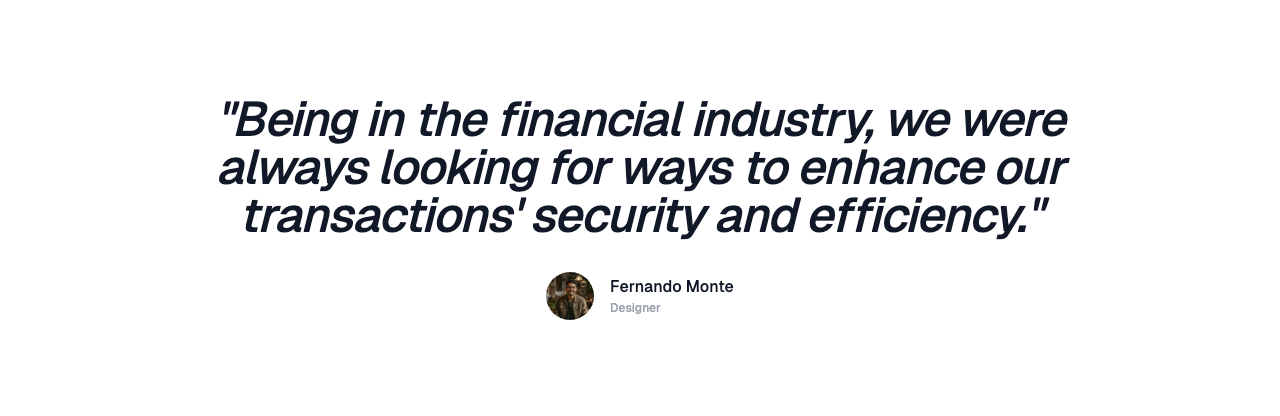 "Being in the financial industry, we were
always looking for ways to enhance our
transactions' security and efficiency."
Fernando Monte
Designer